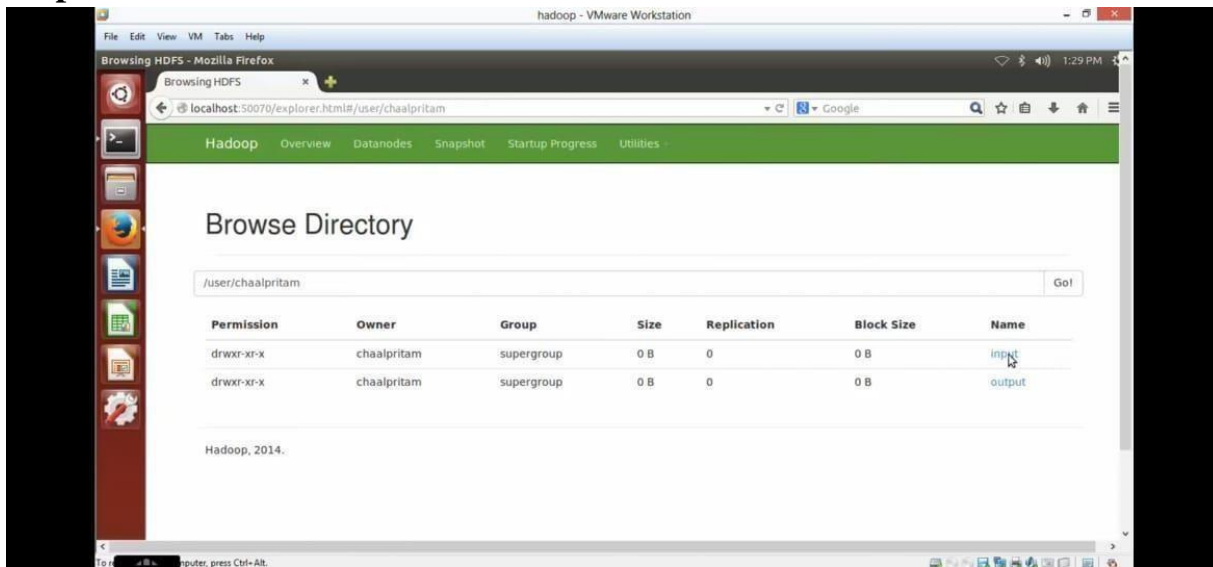 hadoop - VMware Workstation
File Edit View VM Tabs Help
Browsing HDFS - Mozilla Firefox
1:29 PM
Browsing HDFS
localhost:50070/explorer.html#/user/chaalpritam
Google
Hadoop Overview Datanodes Snapshot Startup Progress Utilities
Browse Directory
/user/chaalpritam Go!
Permission Owner Group Size Replication Block Size Name
drwxr-xr-x chaalpritam supergroup 0 B 0 0 B input
drwxr-xr-x chaalpritam supergroup 0 B 0 0 B output
Hadoop, 2014.
To press Ctrl+Alt.